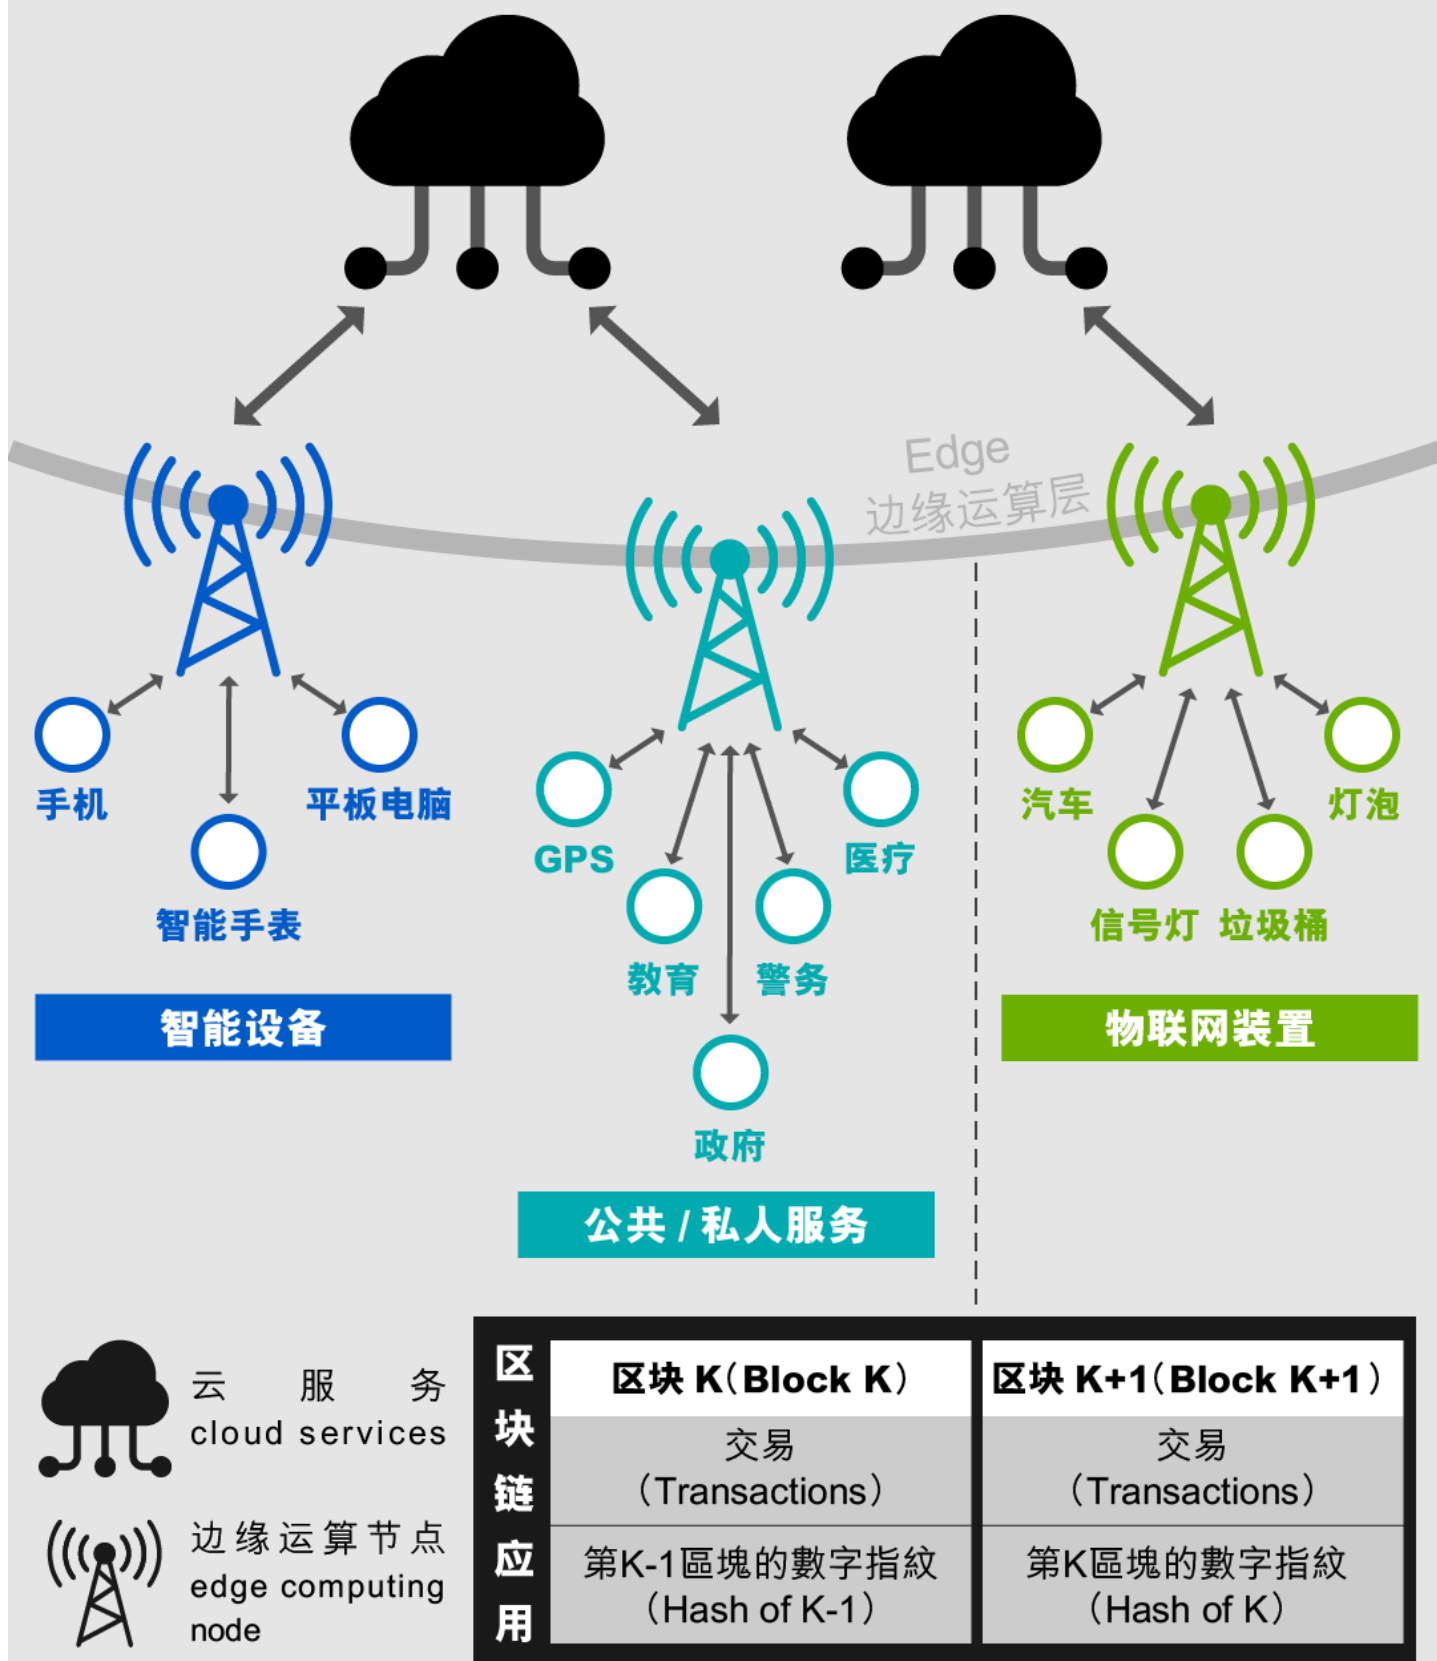 Edge
边缘运算层
手机
平板电脑
智能手表
智能设备
GPS
医疗
教育
警务
政府
公共 / 私人服务
汽车
灯泡
信号灯
垃圾桶
物联网装置
云服务
cloud services
边缘运算节点
edge computing
node
区块链应用
区块 K(Block K)
交易
(Transactions)
第K-1區塊的數字指紋
(Hash of K-1)
区块 K+1(Block K+1)
交易
(Transactions)
第K區塊的數字指紋
(Hash of K)